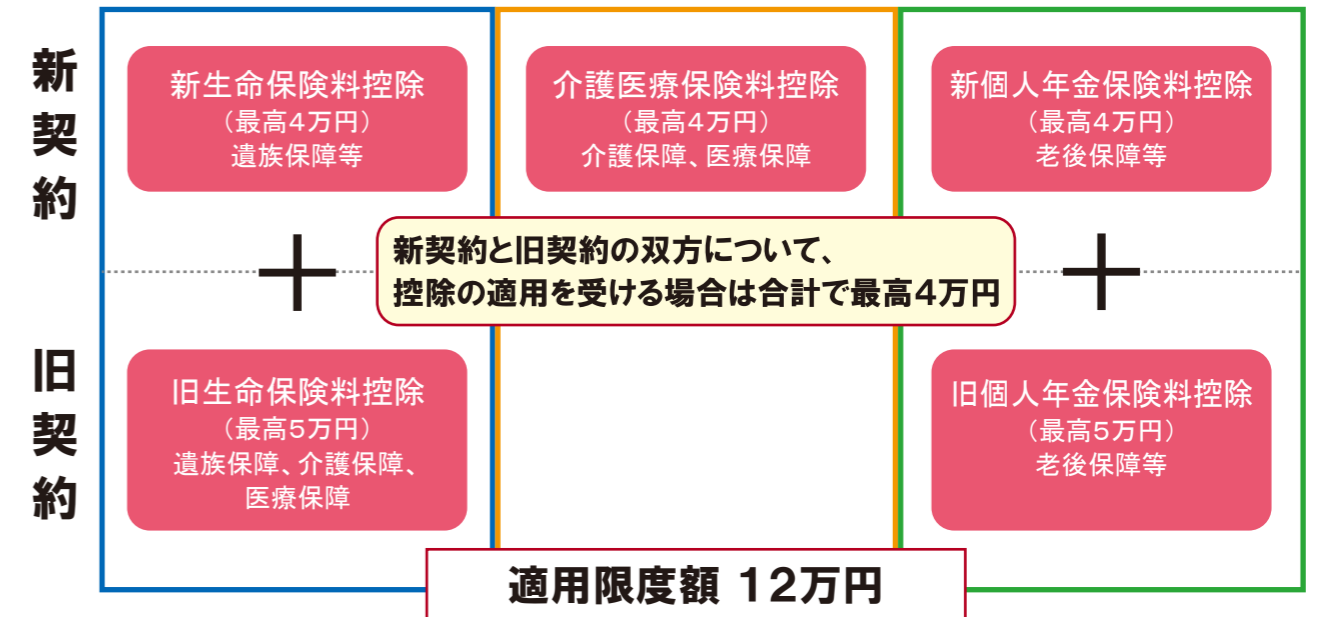 新契約
新生命保険料控除
（最高4万円）
遺族保障等
介護医療保険料控除
（最高4万円）
介護保障、医療保障
新個人年金保険料控除
（最高4万円）
老後保障等
＋
新契約と旧契約の双方について、
控除の適用を受ける場合は合計で最高4万円
＋
旧契約
旧生命保険料控除
（最高5万円）
遺族保障、介護保障、
医療保障
旧個人年金保険料控除
（最高5万円）
老後保障等
適用限度額 12万円